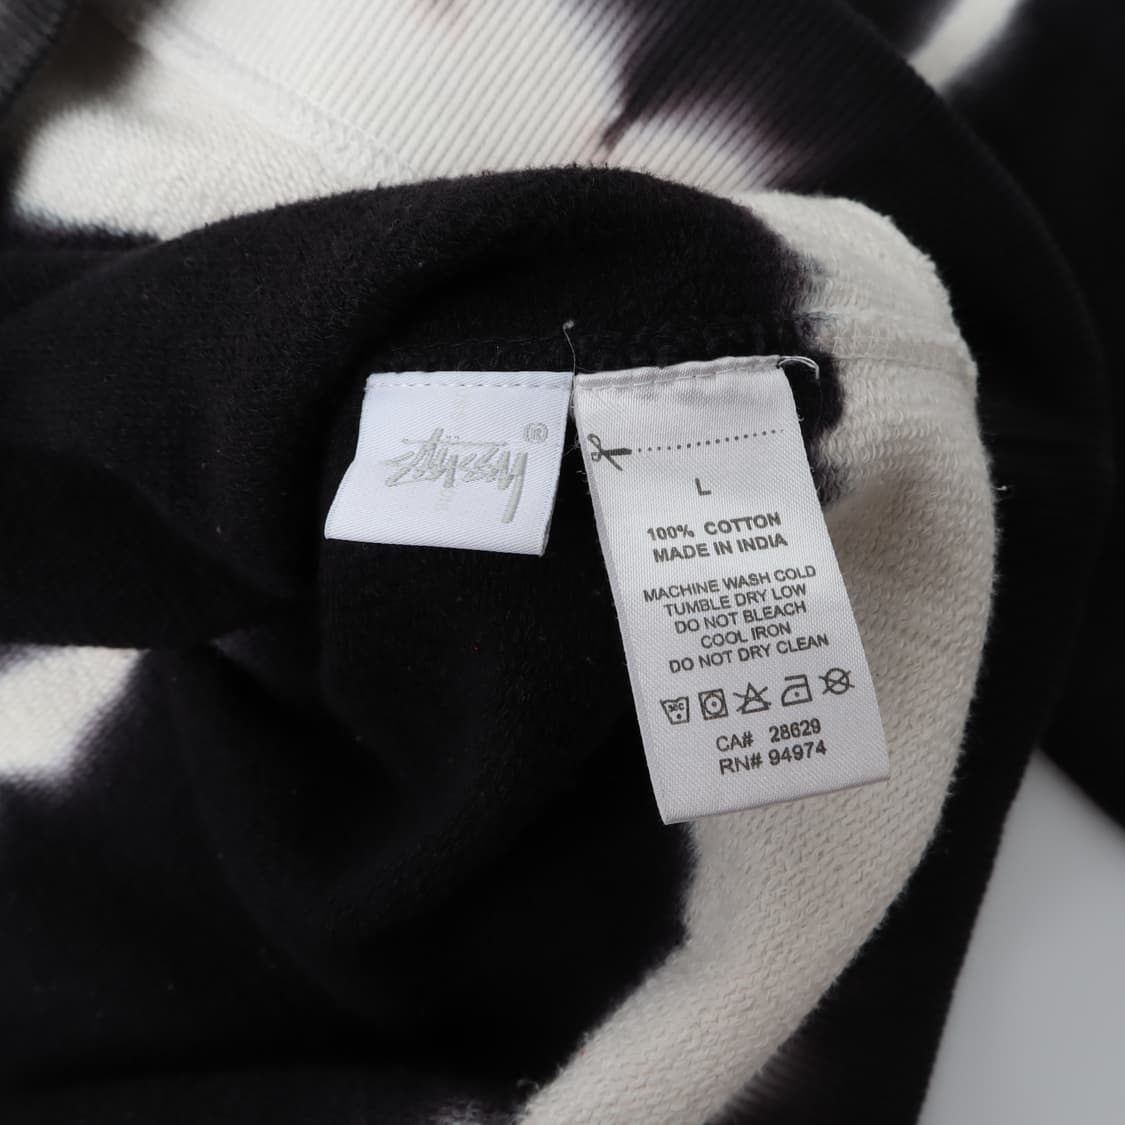 Stüssy®
L
100% COTTON
MADE IN INDIA
MACHINE WASH COLD
TUMBLE DRY LOW
DO NOT BLEACH
COOL IRON
DO NOT DRY CLEAN
CA# 28629
RN# 94974